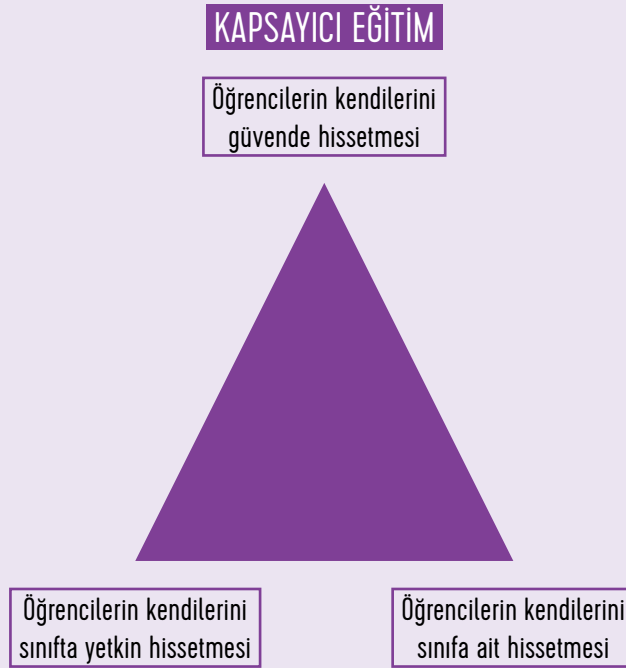 KAPSAYICI EĞİTİM
Öğrencilerin kendilerini
güvende hissetmesi
Öğrencilerin kendilerini
sınıfta yetkin hissetmesi
Öğrencilerin kendilerini
sınıfa ait hissetmesi